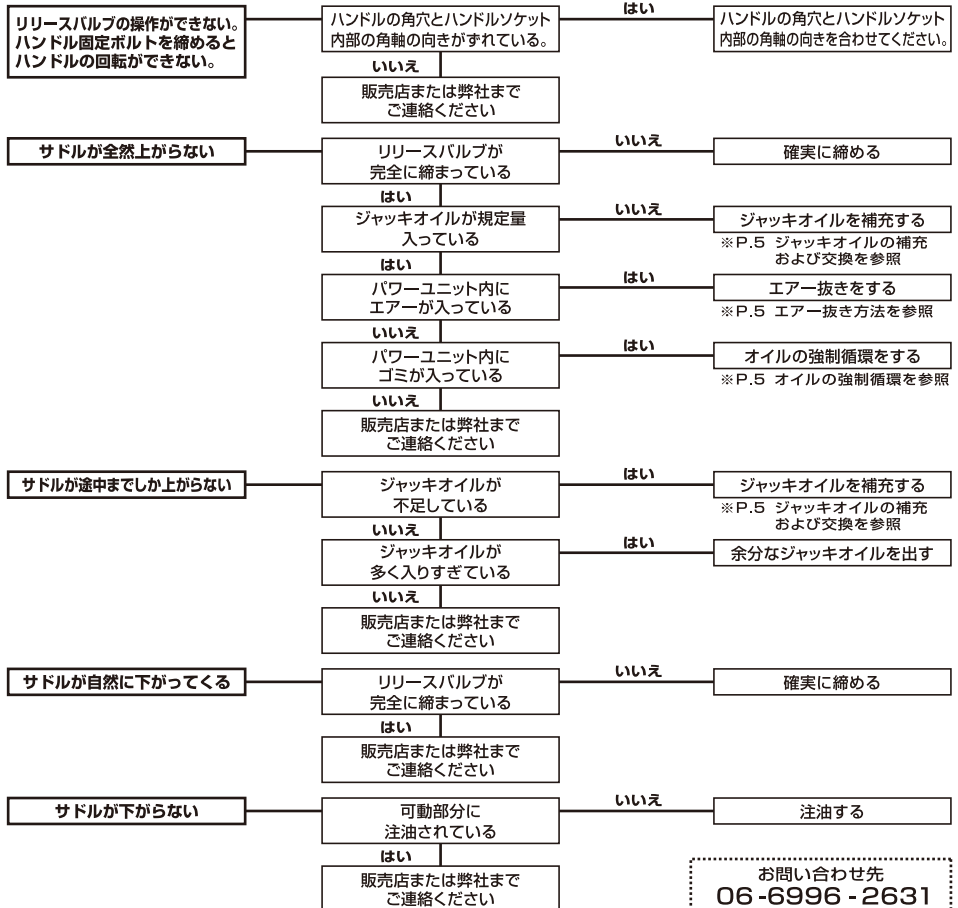 リリースバルブの操作ができない。
ハンドル固定ボルトを締めると
ハンドルの回転ができない。
ハンドルの角穴とハンドルソケット
内部の角軸の向きがずれている。
はい
ハンドルの角穴とハンドルソケット
内部の角軸の向きを合わせてください。
いいえ
販売店または弊社まで
ご連絡ください
サドルが全然上がらない
リリースバルブが
完全に締まっている
いいえ
確実に締める
はい
ジャッキオイルが規定量
入っている
いいえ
ジャッキオイルを補充する
※P.5 ジャッキオイルの補充
および交換を参照
はい
パワーユニット内に
エアーが入っている
はい
エアー抜きをする
※P.5 エアー抜き方法を参照
いいえ
パワーユニット内に
ゴミが入っている
はい
オイルの強制循環をする
※P.5 オイルの強制循環を参照
いいえ
販売店または弊社まで
ご連絡ください
サドルが途中までしか上がらない
ジャッキオイルが
不足している
はい
ジャッキオイルを補充する
※P.5 ジャッキオイルの補充
および交換を参照
いいえ
ジャッキオイルが
多く入りすぎている
はい
余分なジャッキオイルを出す
いいえ
販売店または弊社まで
ご連絡ください
サドルが自然に下がってくる
リリースバルブが
完全に締まっている
いいえ
確実に締める
はい
販売店または弊社まで
ご連絡ください
サドルが下がらない
可動部分に
注油されている
いいえ
注油する
はい
販売店または弊社まで
ご連絡ください
お問い合わせ先
06-6996-2631